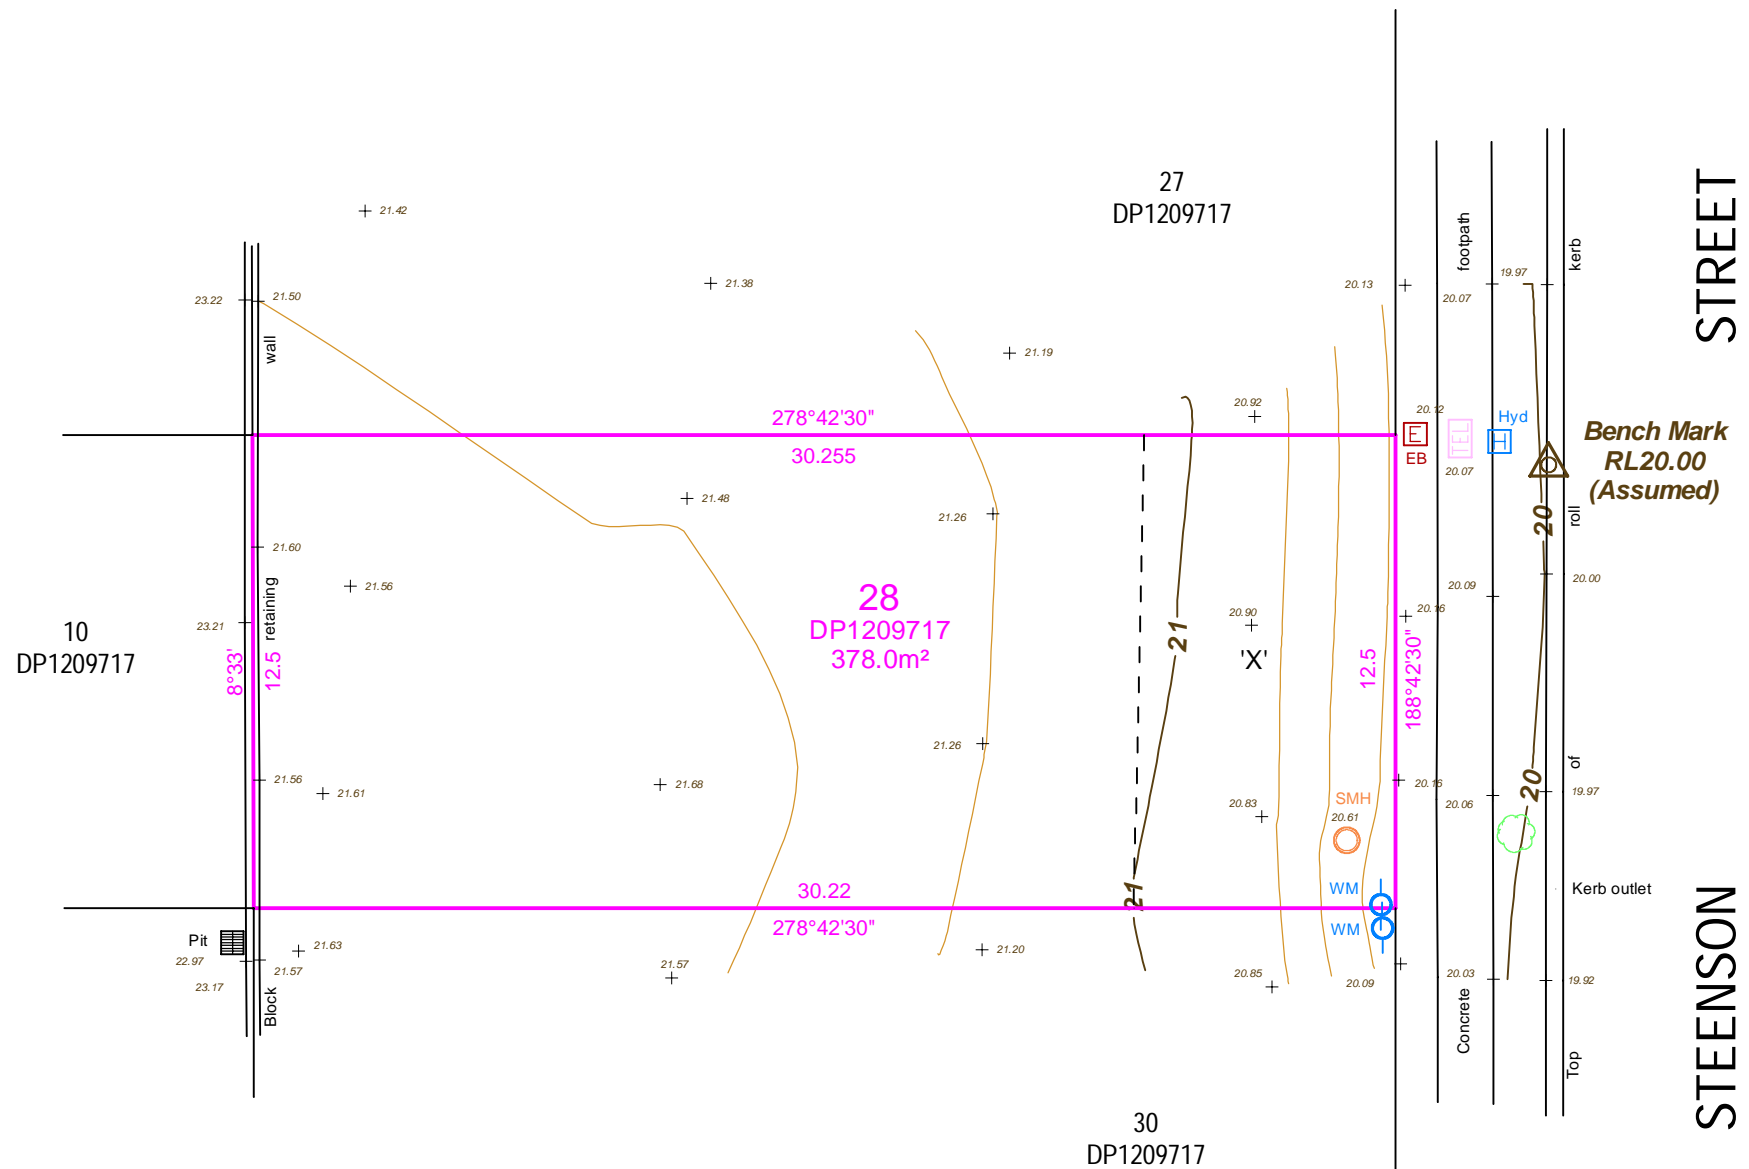 27
DP1209717
STREET
21.42
21.38
23.22
21.50
wall
21.19
20.13
footpath
20.07
19.97
kerb
278°42'30"
30.255
20.92
20.12
E
EB
TEL
20.07
Hyd
H
Bench Mark
RL20.00
(Assumed)
21.48
21.26
20
roll
21.60
21.56
retaining
28
DP1209717
378.0m²
20.09
20.00
10
DP1209717
23.21
8°33'
12.5
21
20.90
'X'
12.5
188°42'30"
20.16
21.26
21.56
21.61
21.68
20.83
SMH
20.61
20.16
20.06
20
of
19.97
30.22
278°42'30"
21
WM
WM
Kerb outlet
Pit
22.97
23.17
21.57
21.63
Block
21.57
21.20
20.85
20.09
20.03
Concrete
19.92
Top
STEENSON
30
DP1209717